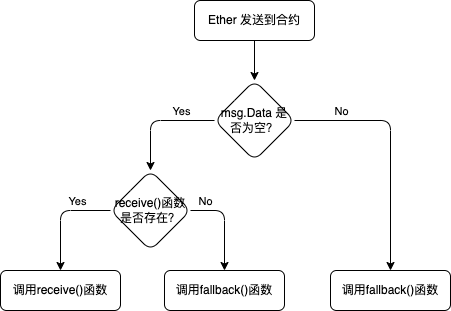 Ether 发送到合约
msg.Data 是
否为空?
Yes
No
receive()函数
是否存在?
Yes
No
调用receive()函数
调用fallback()函数
调用fallback()函数